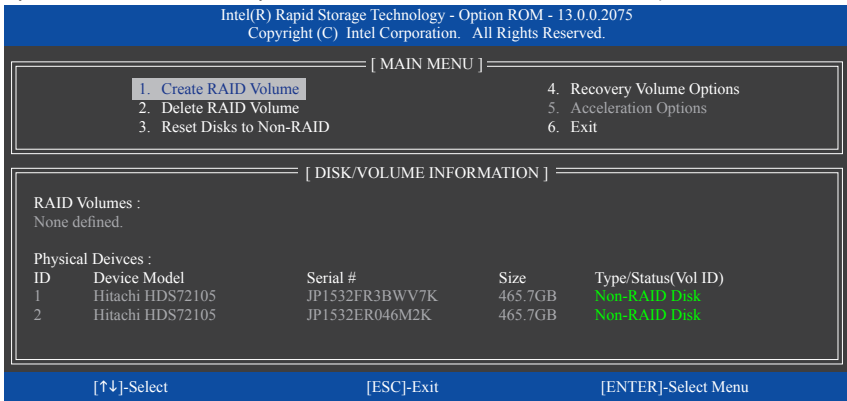 Intel(R) Rapid Storage Technology - Option ROM - 13.0.0.2075
Copyright (C) Intel Corporation. All Rights Reserved.
[ MAIN MENU ]
1. Create RAID Volume
2. Delete RAID Volume
3. Reset Disks to Non-RAID
4. Recovery Volume Options
5. Acceleration Options
6. Exit
[ DISK/VOLUME INFORMATION ]
RAID Volumes :
None defined.
Physical Deivces :
ID Device Model Serial # Size Type/Status(Vol ID)
1 Hitachi HDS72105 JP1532FR3BWV7K 465.7GB Non-RAID Disk
2 Hitachi HDS72105 JP1532ER046M2K 465.7GB Non-RAID Disk
[↑↓]-Select [ESC]-Exit [ENTER]-Select Menu